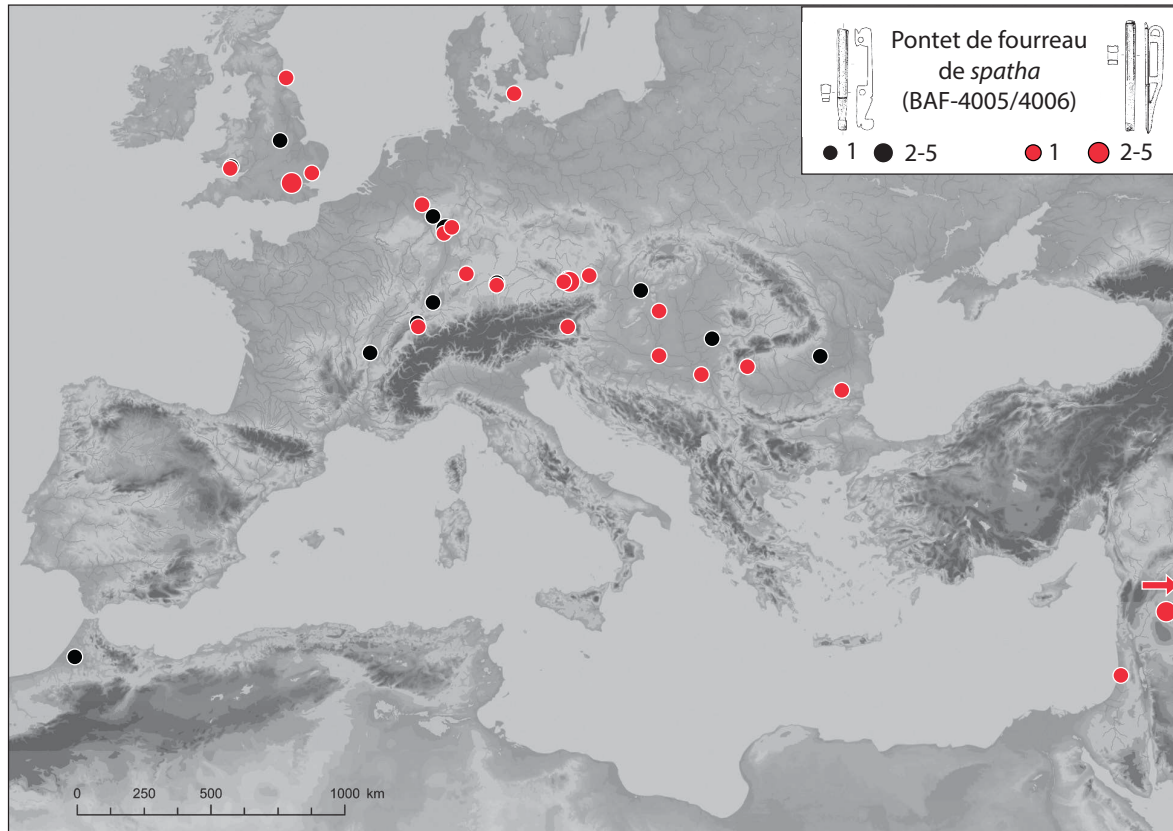 Pontet de fourreau
de spatha
(BAF-4005/4006)
1 2-5 1 2-5
0 250 500 1000 km